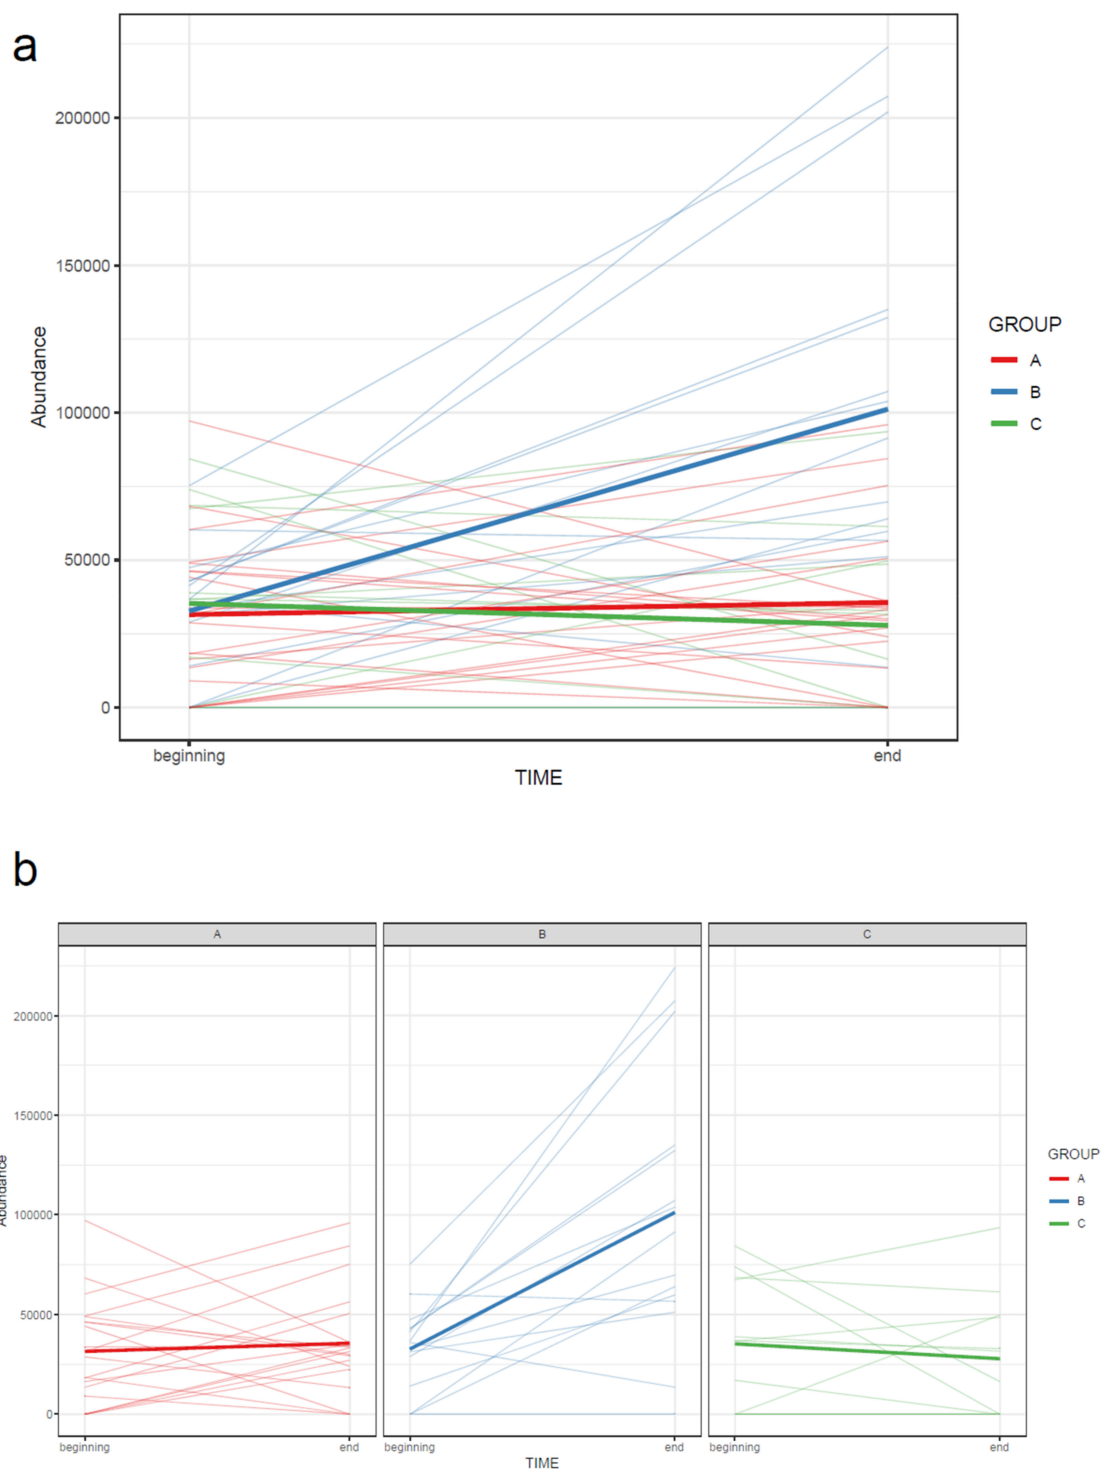 a
200000
150000
100000
50000
0
Abundance
beginning
end
TIME
GROUP
A
B
C
b
A
B
C
200000
150000
100000
50000
0
Abundance
beginning
end
beginning
end
beginning
end
TIME
GROUP
A
B
C